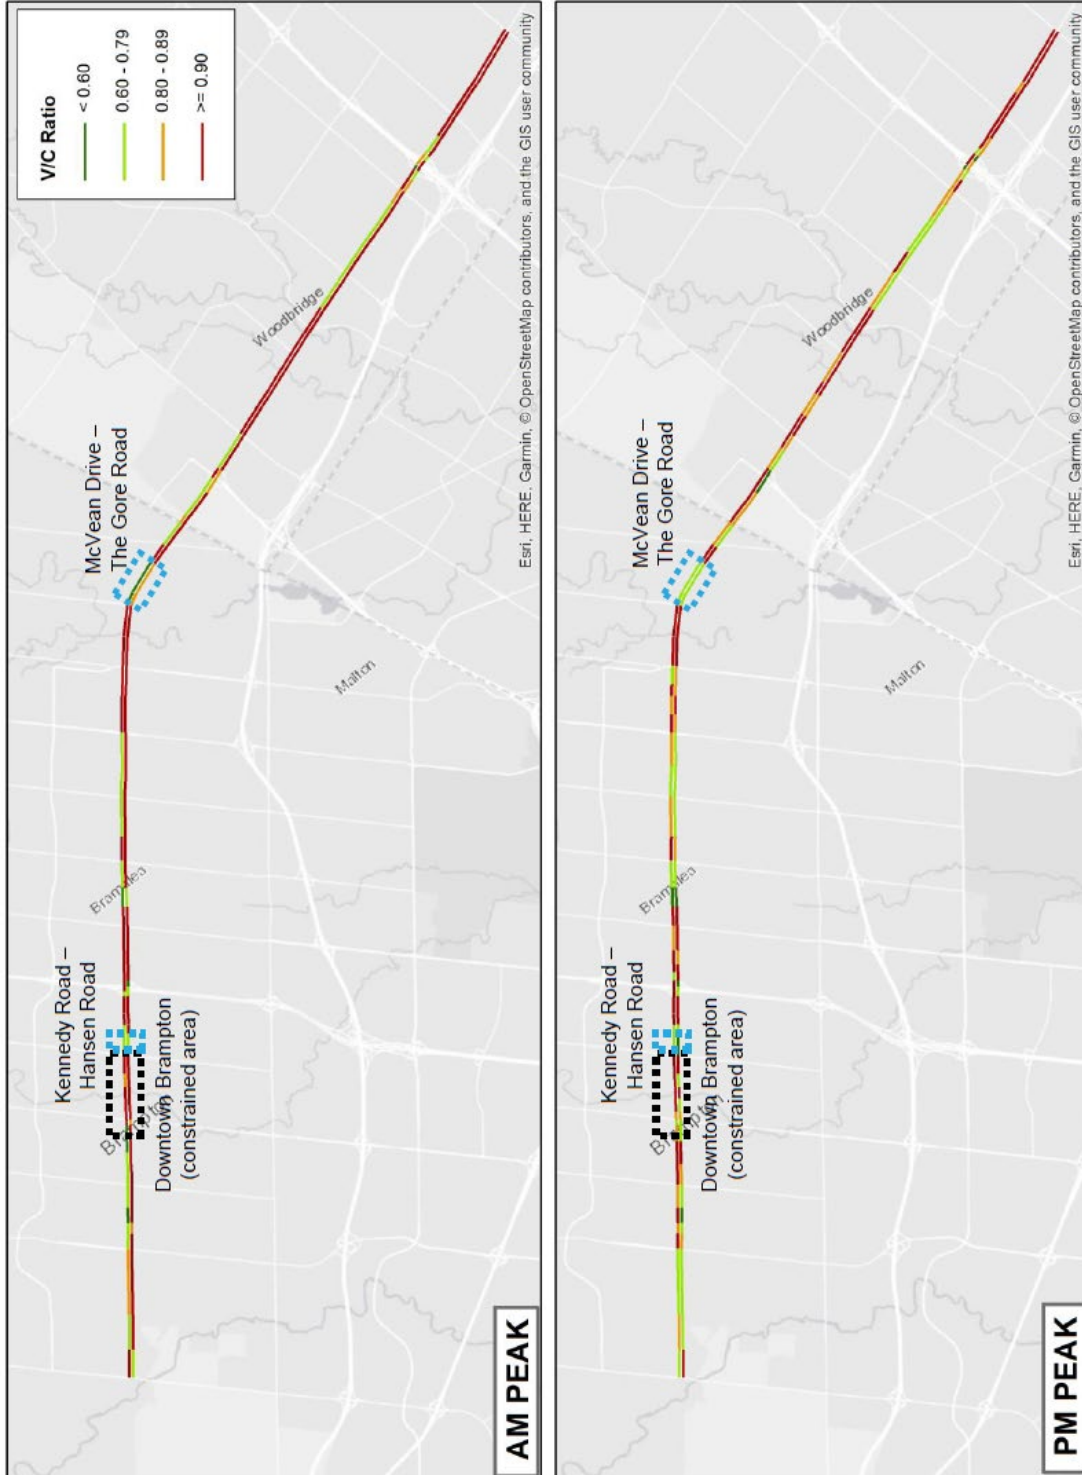 V/C Ratio
< 0.60
0.60 - 0.79
0.80 - 0.89
>= 0.90
McVean Drive –
The Gore Road
Woodbridge
Malton
Bramalea
Kennedy Road –
Hansen Road
Brampton
Downtown Brampton
(constrained area)
AM PEAK
Esri, HERE, Garmin, © OpenStreetMap contributors, and the GIS user community
McVean Drive –
The Gore Road
Woodbridge
Malton
Bramalea
Kennedy Road –
Hansen Road
Brampton
Downtown Brampton
(constrained area)
PM PEAK
Esri, HERE, Garmin, © OpenStreetMap contributors, and the GIS user community